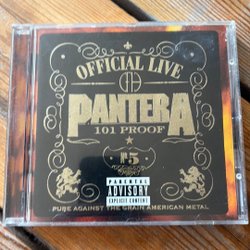 OFFICIAL LIVE
PANTERA
101 PROOF
PARENTAL
ADVISORY
EXPLICIT CONTENT
PURE AGAINST THE GRAIN AMERICAN METAL